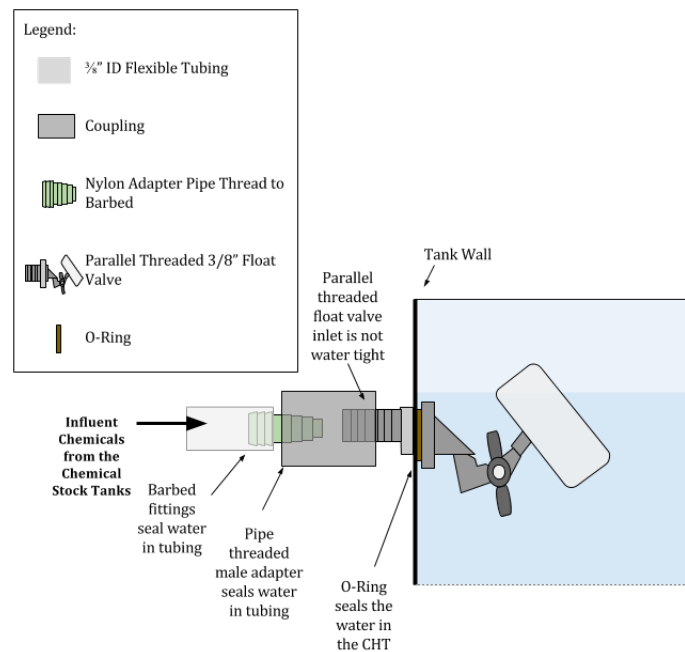 Legend:
⅜” ID Flexible Tubing
Coupling
Nylon Adapter Pipe Thread to
Barbed
Parallel Threaded 3/8” Float
Valve
O-Ring
Tank Wall
Parallel
threaded
float valve
inlet is not
water tight
Influent
Chemicals
from the
Chemical
Stock Tanks
Barbed
fittings
seal water
in tubing
Pipe
threaded
male adapter
seals water
in tubing
O-Ring
seals the
water in
the CHT